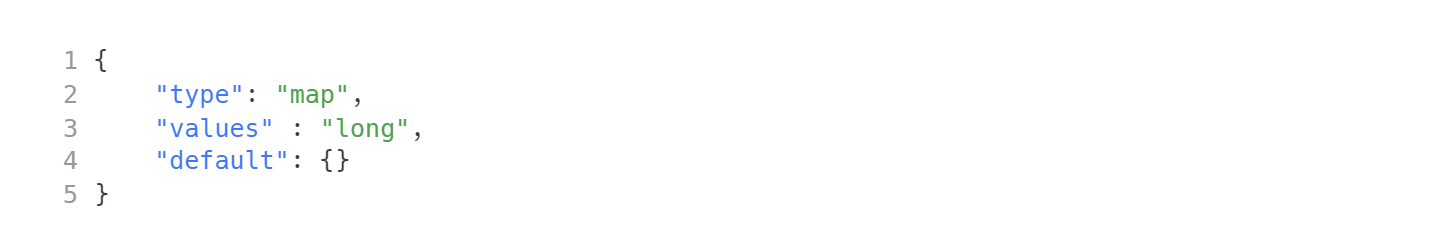 1 {
2     "type": "map",
3     "values" : "long",
4     "default": {}
5 }